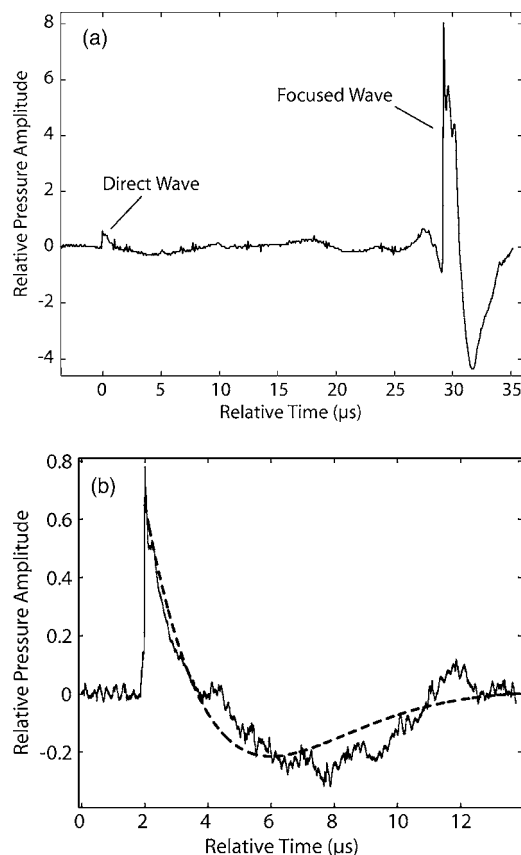 (a)
8
6
4
2
0
-2
-4
Relative Pressure Amplitude
Focused Wave
Direct Wave
0 5 10 15 20 25 30 35
Relative Time (μs)
(b)
0.8
0.6
0.4
0.2
0
-0.2
Relative Pressure Amplitude
0 2 4 6 8 10 12
Relative Time (μs)